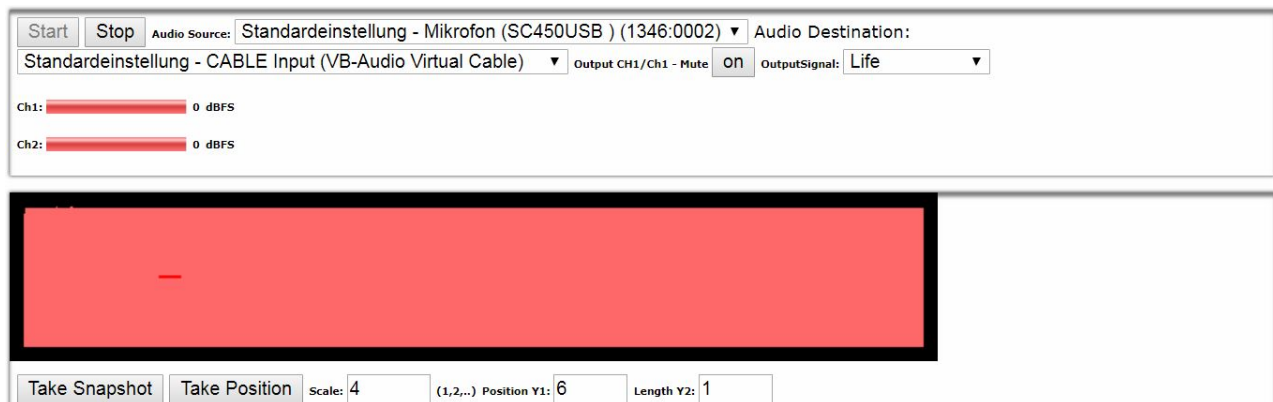 Start Stop Audio Source: Standardeinstellung - Mikrofon (SC450USB ) (1346:0002) Audio Destination:
Standardeinstellung - CABLE Input (VB-Audio Virtual Cable) Output CH1/Ch1 - Mute on OutputSignal: Life
Ch1: 0 dBFS
Ch2: 0 dBFS
Take Snapshot Take Position Scale: 4 (1,2,..) Position Y1: 6 Length Y2: 1